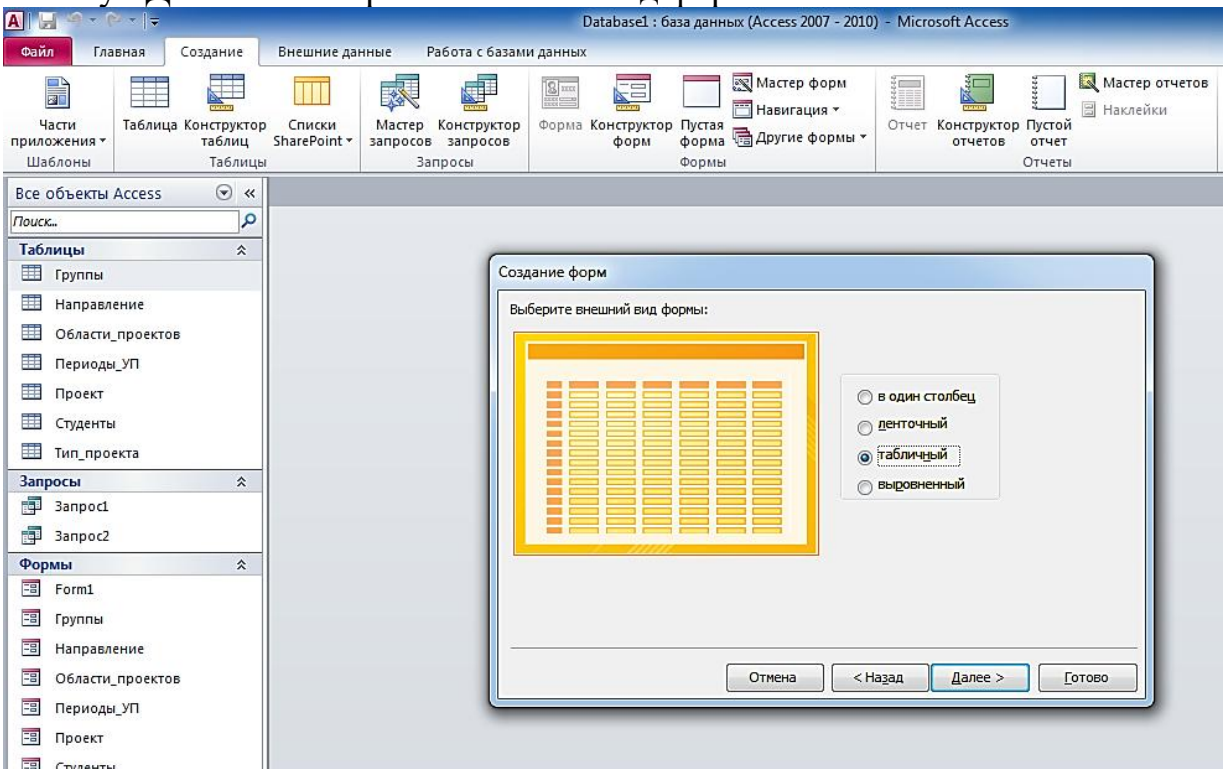 Database1 : база данных (Access 2007 - 2010) - Microsoft Access
Файл Главная Создание Внешние данные Работа с базами данных
Части приложения
Таблица
Конструктор таблиц
Списки SharePoint
Мастер запросов
Конструктор запросов
Форма
Конструктор форм
Пустая форма
Мастер форм
Навигация
Другие формы
Отчет
Конструктор отчетов
Пустой отчет
Мастер отчетов
Наклейки
Шаблоны Таблицы Запросы Формы Отчеты
Все объекты Access
Поиск...
Таблицы
Группы
Направление
Области_проектов
Периоды_УП
Проект
Студенты
Тип_проекта
Запросы
Запрос1
Запрос2
Формы
Form1
Группы
Направление
Области_проектов
Периоды_УП
Проект
Студенты
Создание форм
Выберите внешний вид формы:
в один столбец
ленточный
табличный
выровненный
Отмена < Назад Далее > Готово